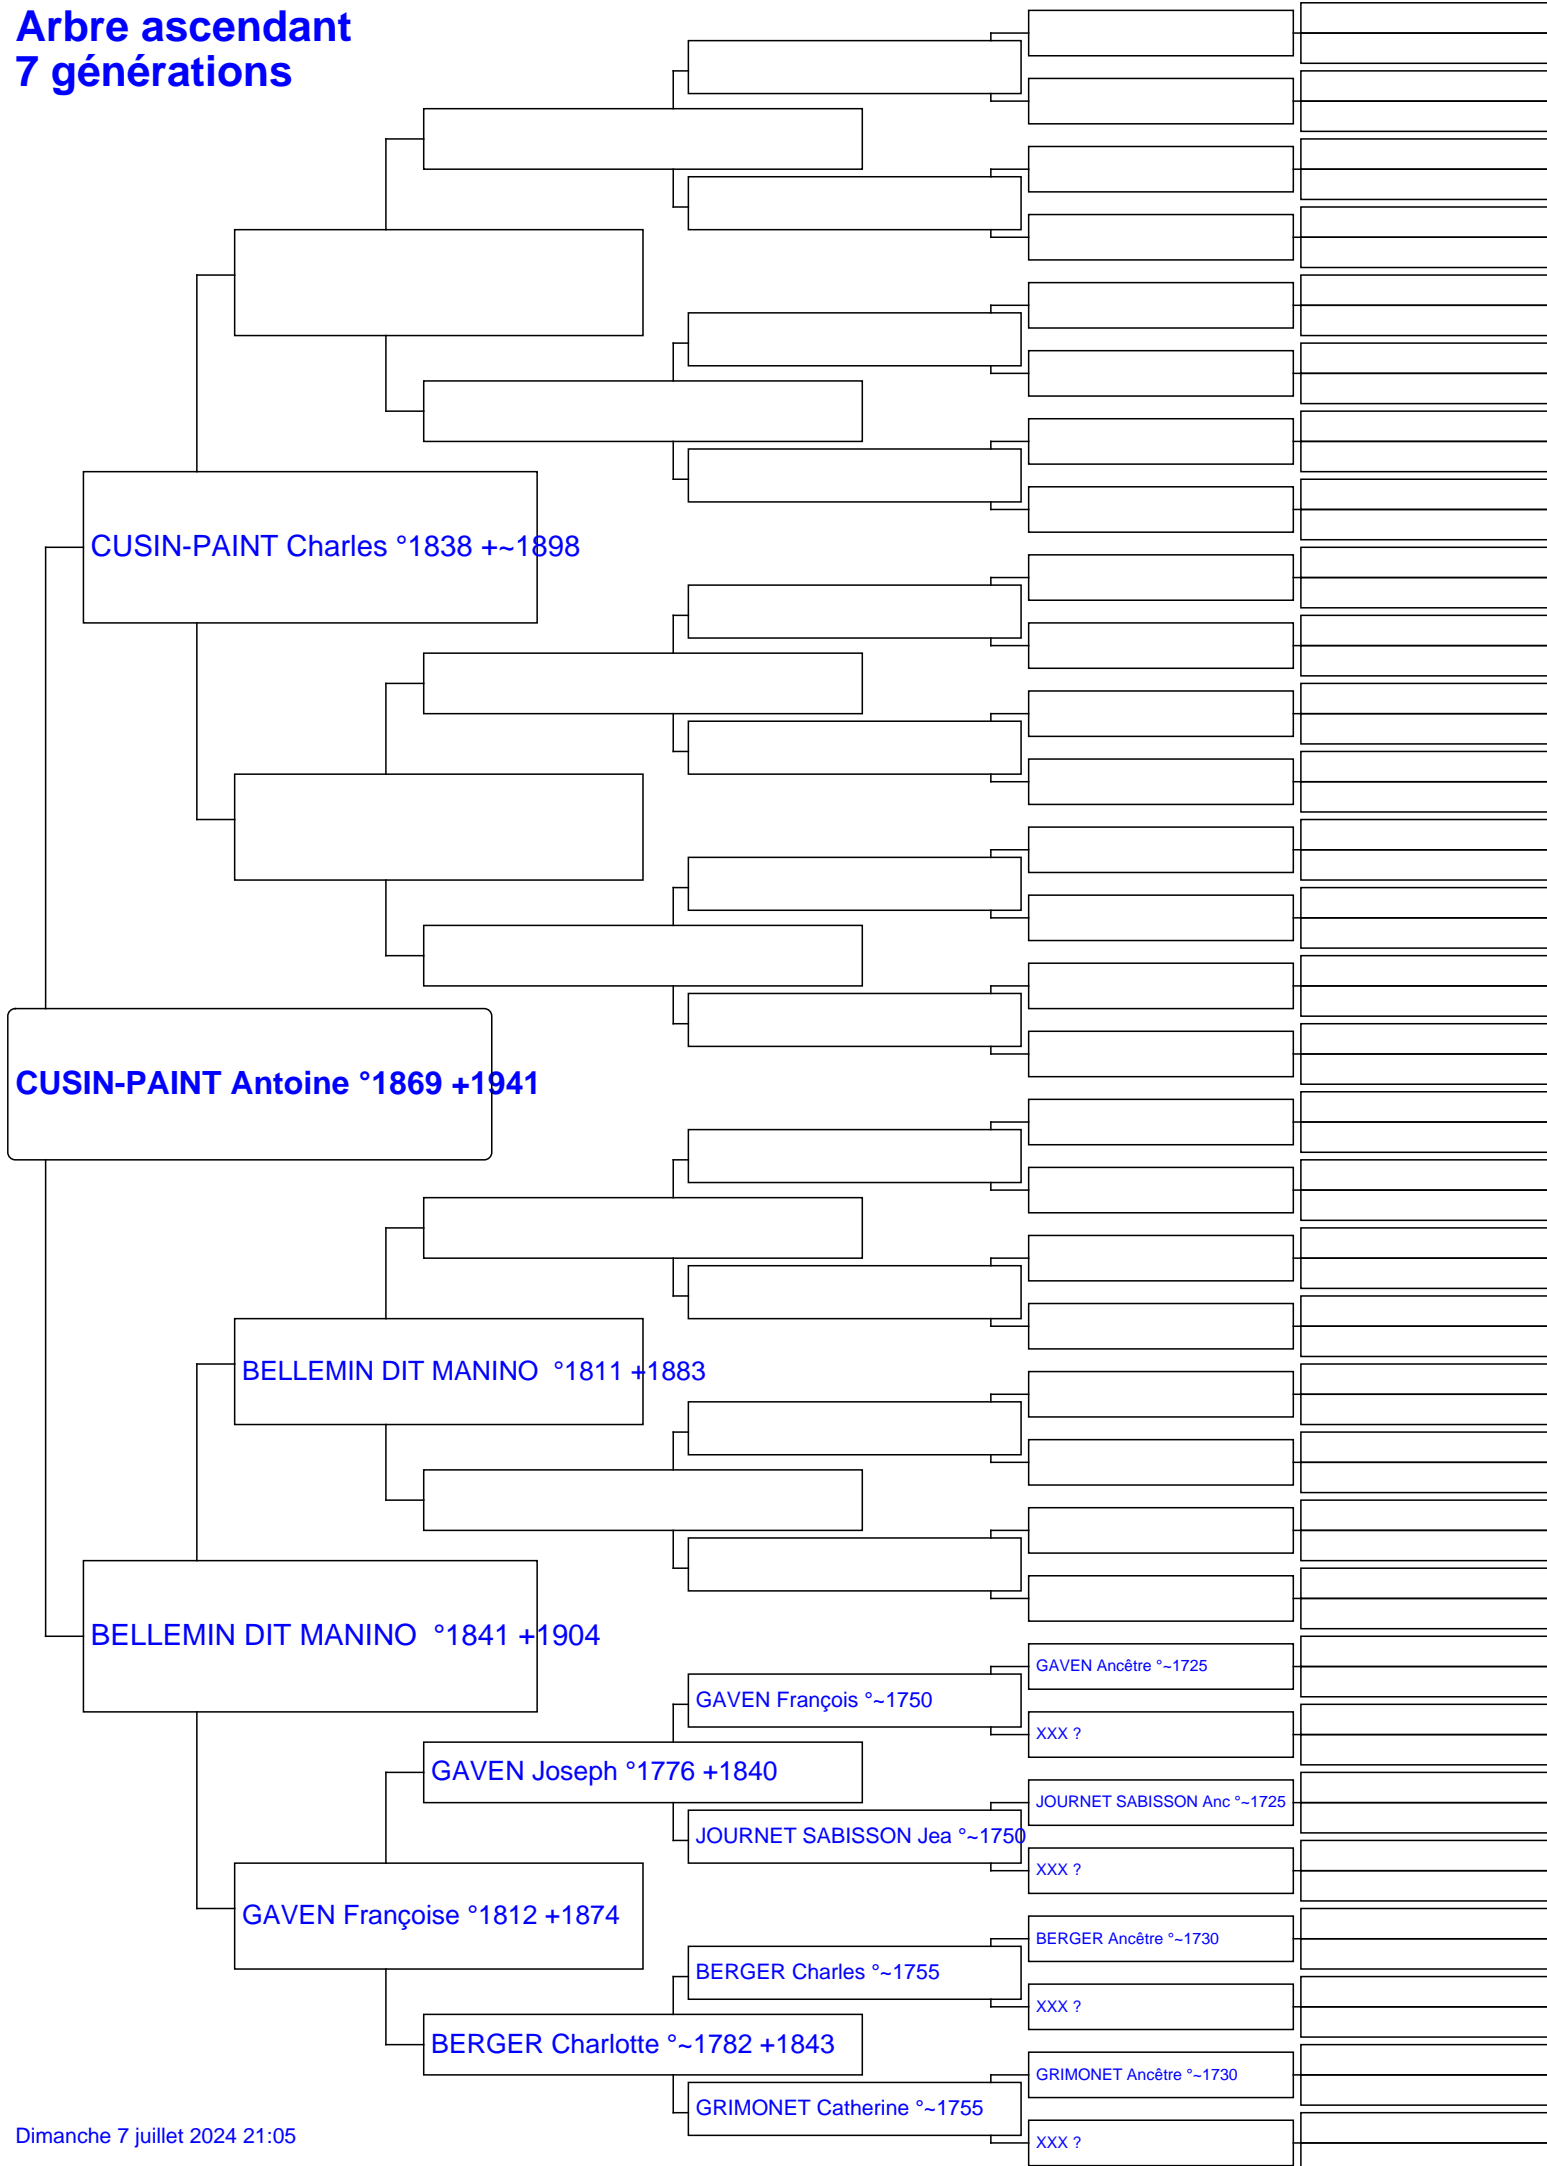 Arbre ascendant
7 générations
CUSIN-PAINT Charles °1838 +~1898
CUSIN-PAINT Antoine °1869 +1941
BELLEMIN DIT MANINO  °1811 +1883
BELLEMIN DIT MANINO  °1841 +1904
GAVEN Ancêtre °~1725
GAVEN François °~1750
XXX ?
GAVEN Joseph °1776 +1840
JOURNET SABISSON Anc °~1725
JOURNET SABISSON Jea °~1750
XXX ?
GAVEN Françoise °1812 +1874
BERGER Ancêtre °~1730
BERGER Charles °~1755
XXX ?
BERGER Charlotte °~1782 +1843
GRIMONET Ancêtre °~1730
GRIMONET Catherine °~1755
XXX ?
Dimanche 7 juillet 2024 21:05